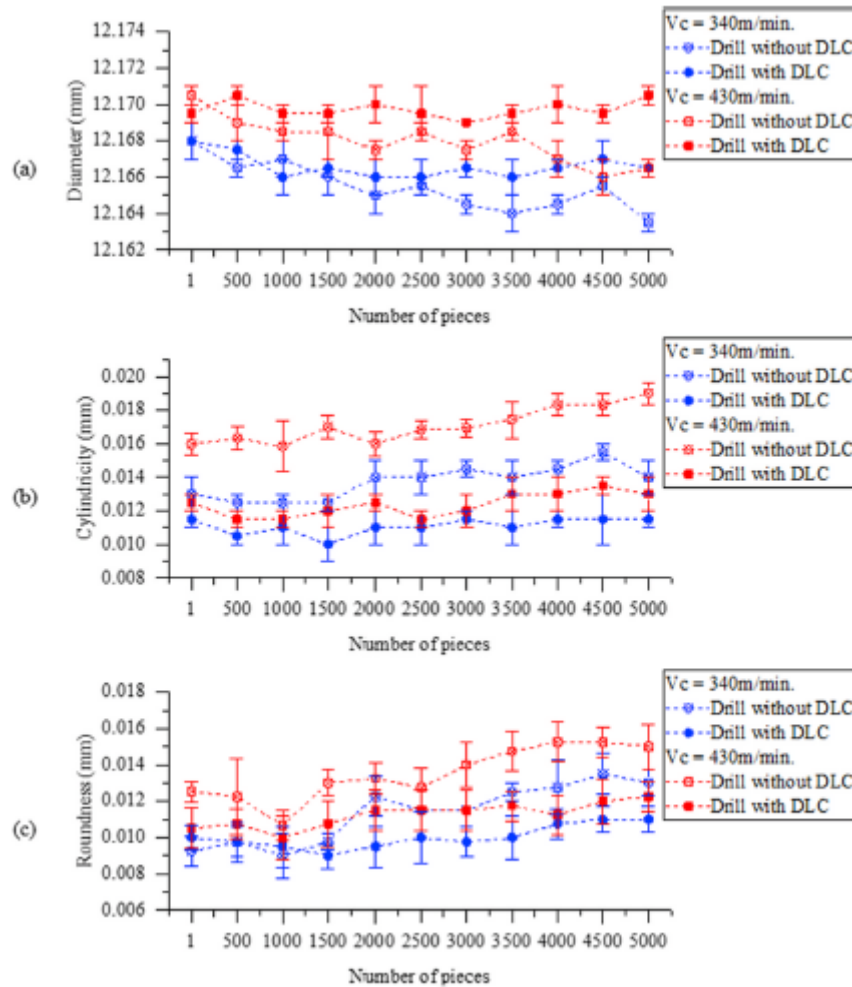 (a)
Diameter (mm)
12.174
12.172
12.170
12.168
12.166
12.164
12.162
1 500 1000 1500 2000 2500 3000 3500 4000 4500 5000
Number of pieces
Vc = 340m/min.
Drill without DLC
Drill with DLC
Vc = 430m/min.
Drill without DLC
Drill with DLC
(b)
Cylindricity (mm)
0.020
0.018
0.016
0.014
0.012
0.010
0.008
1 500 1000 1500 2000 2500 3000 3500 4000 4500 5000
Number of pieces
Vc = 340m/min.
Drill without DLC
Drill with DLC
Vc = 430m/min.
Drill without DLC
Drill with DLC
(c)
Roundness (mm)
0.018
0.016
0.014
0.012
0.010
0.008
0.006
1 500 1000 1500 2000 2500 3000 3500 4000 4500 5000
Number of pieces
Vc = 340m/min.
Drill without DLC
Drill with DLC
Vc = 430m/min.
Drill without DLC
Drill with DLC